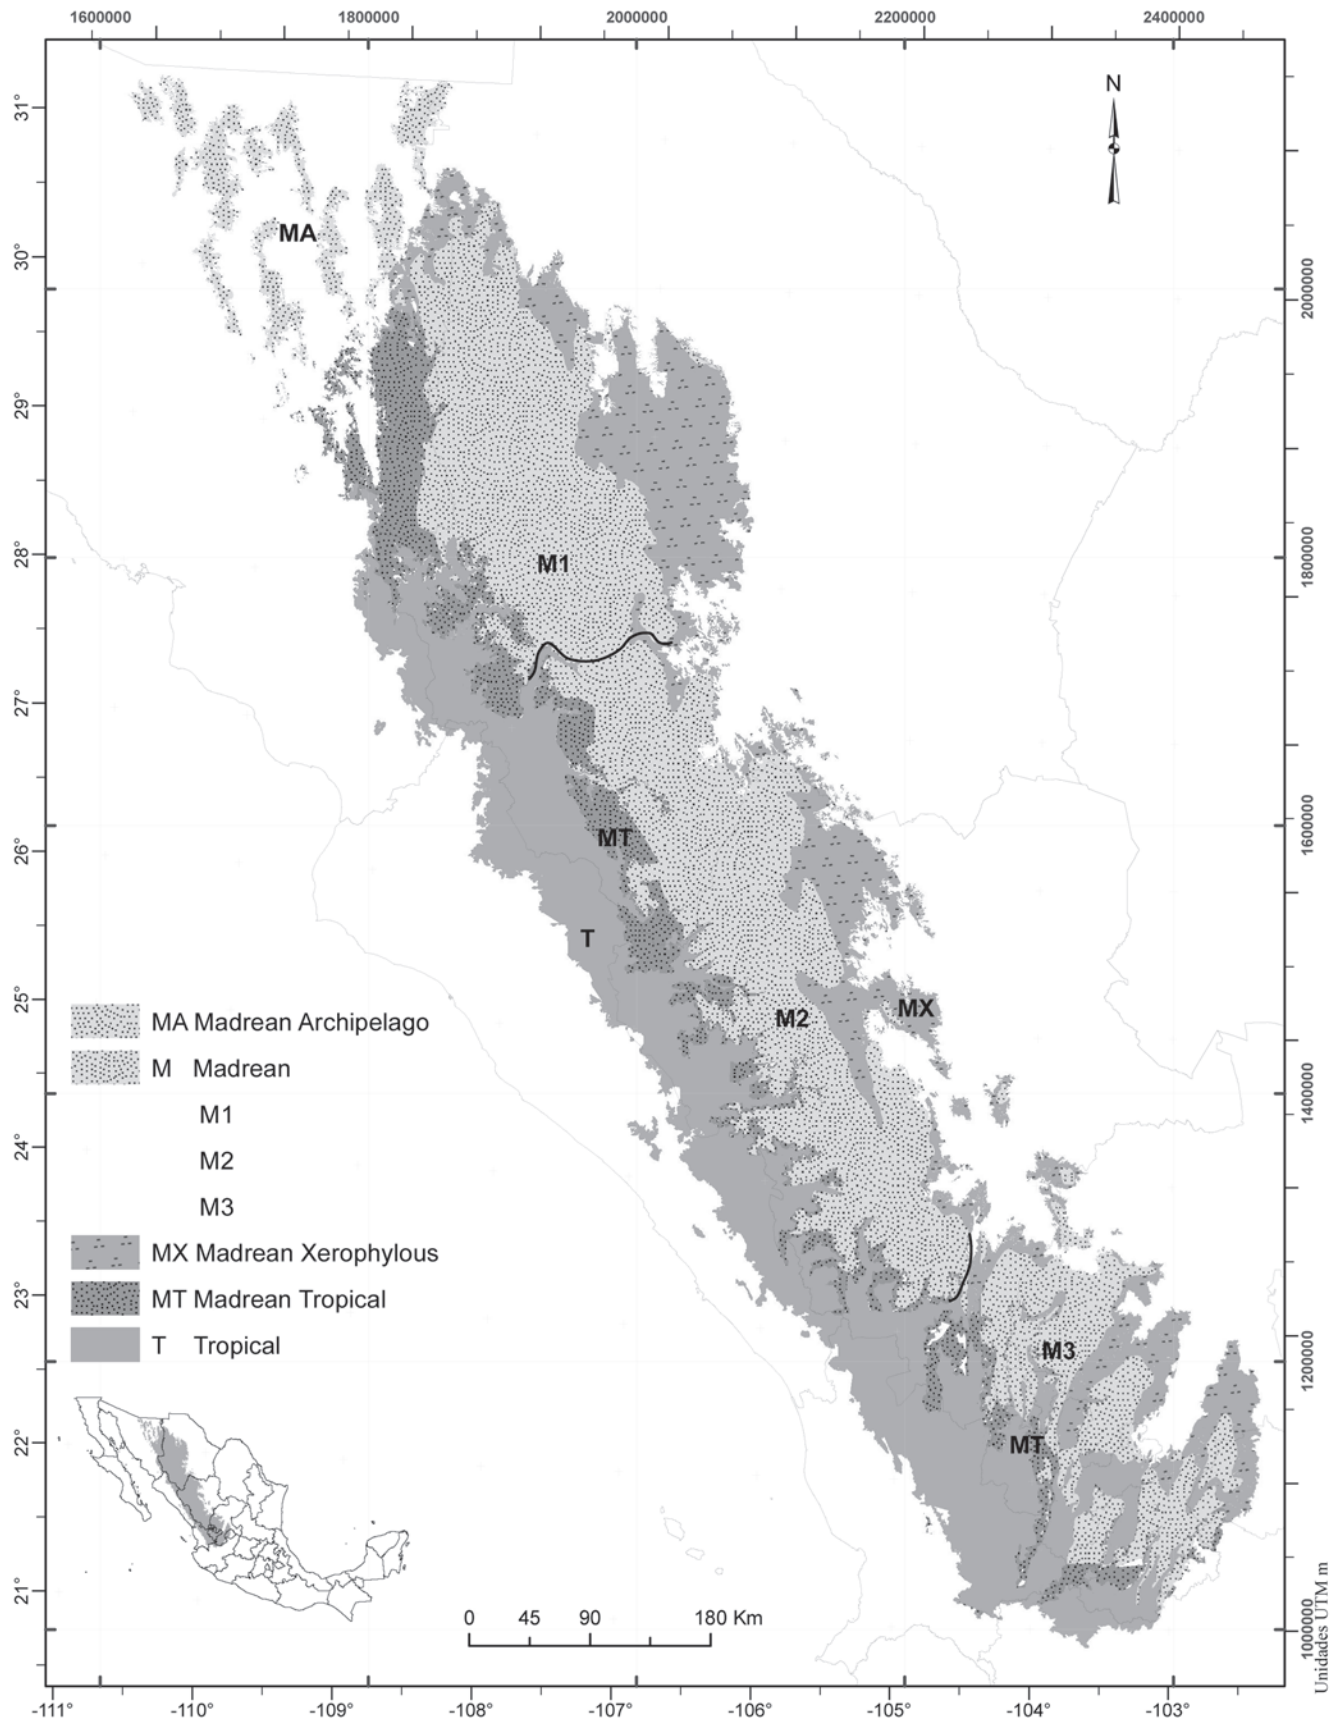 1600000 1800000 2000000 2200000 2400000
N
31°
MA
30°
2000000
29°
28°
M1
1800000
27°
26°
MT
1600000
T
25°
M2
MX
MA Madrean Archipelago
M Madrean
M1
M2
M3
MX Madrean Xerophylous
MT Madrean Tropical
T Tropical
1400000
24°
23°
M3
1200000
22°
MT
21°
0 45 90 180 Km
1000000
Unidades UTM m
-111° -110° -109° -108° -107° -106° -105° -104° -103°